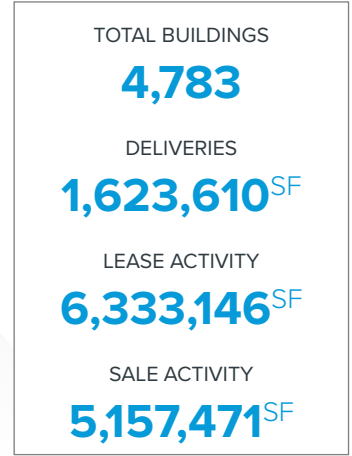 TOTAL BUILDINGS
4,783
DELIVERIES
1,623,610SF
LEASE ACTIVITY
6,333,146SF
SALE ACTIVITY
5,157,471SF